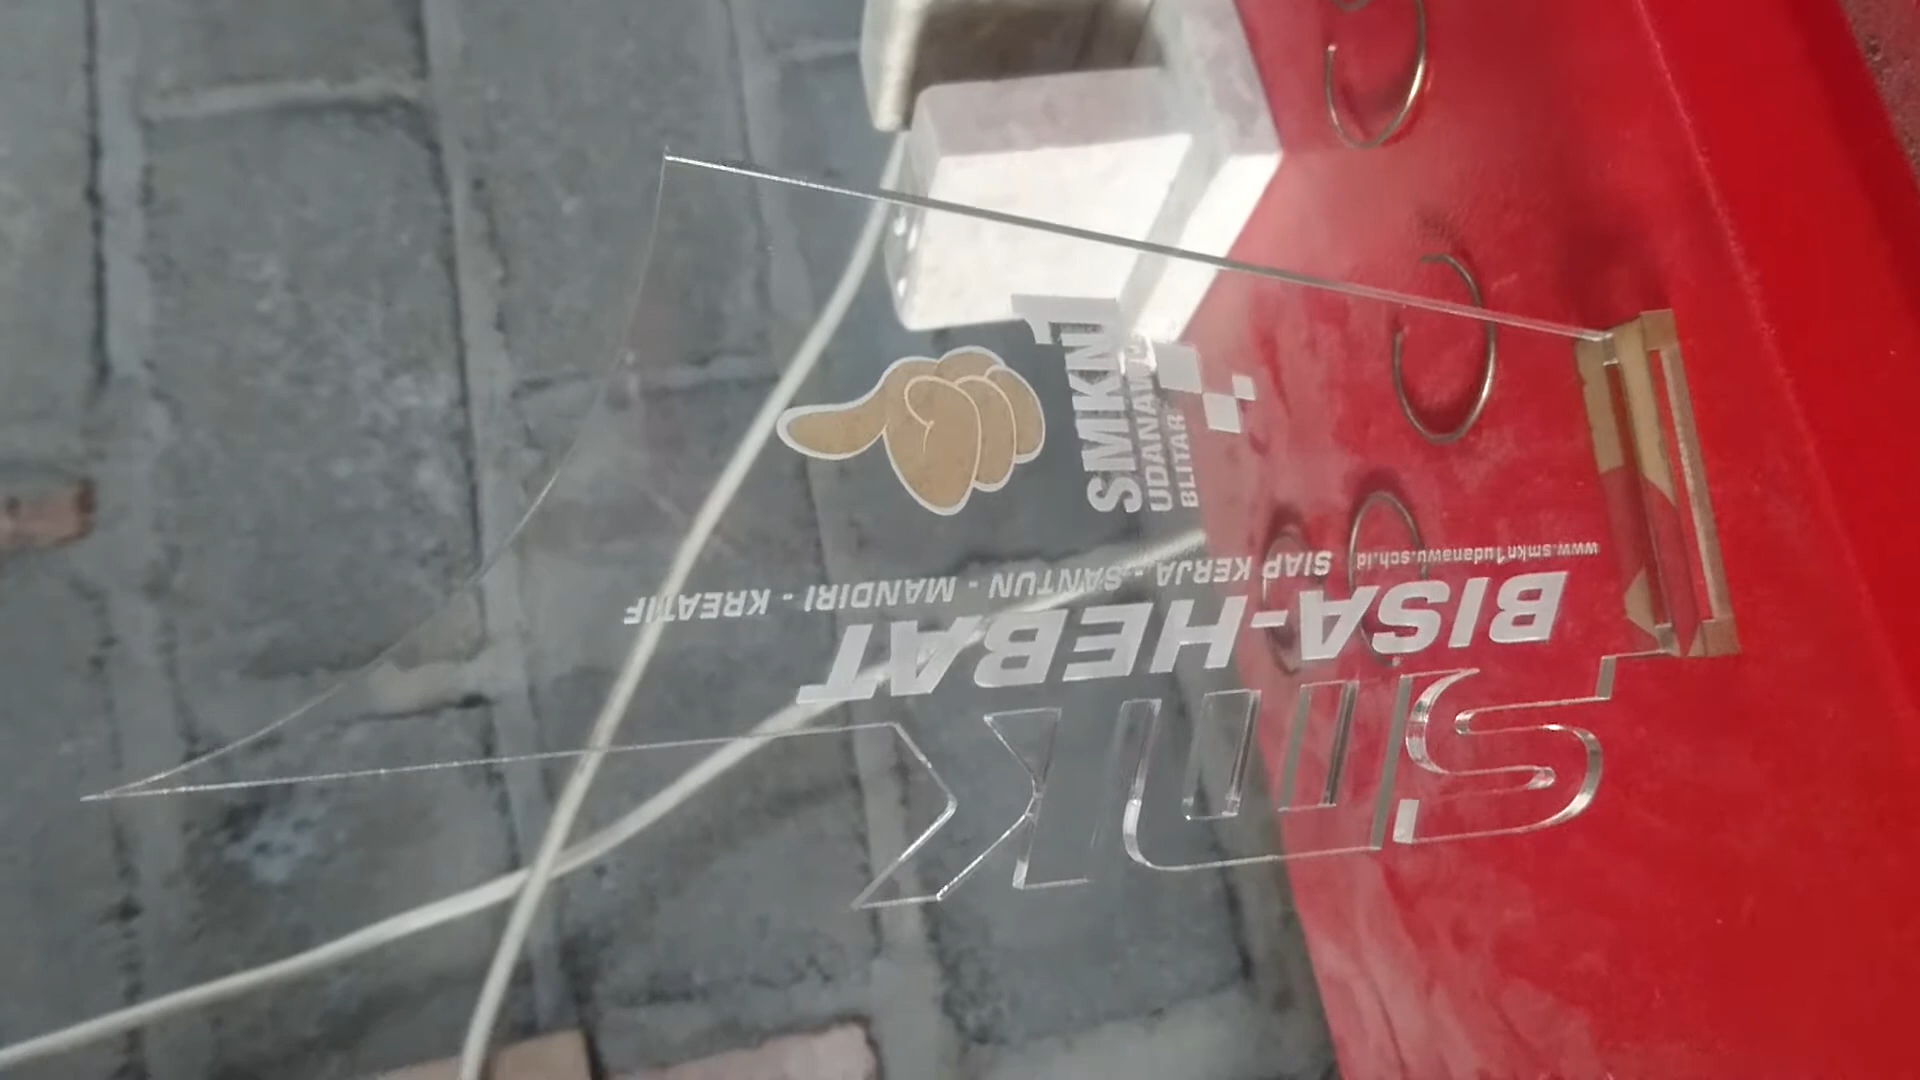 SMK
BISA-HEBAT
SIAP KERJA - SANTUN - MANDIRI - KREATIF
www.smkn1udanawu.sch.id
SMKN1
UDANAWU
BLITAR